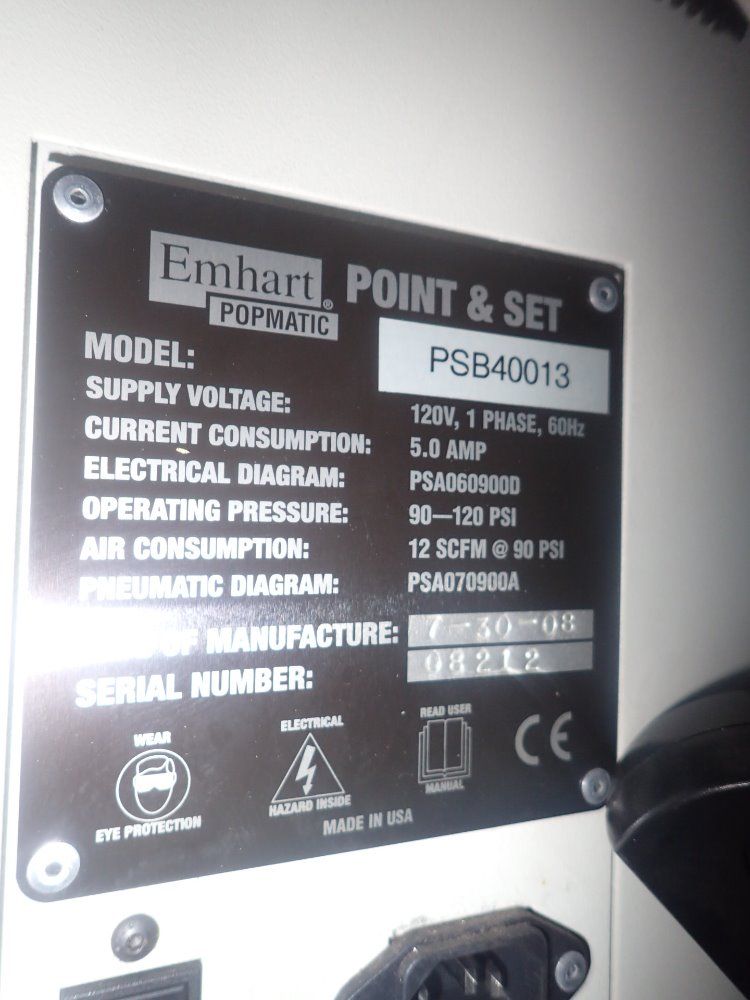 Emhart® POINT & SET
POPMATIC
MODEL: PSB40013
SUPPLY VOLTAGE: 120V, 1 PHASE, 60Hz
CURRENT CONSUMPTION: 5.0 AMP
ELECTRICAL DIAGRAM: PSA060900D
OPERATING PRESSURE: 90—120 PSI
AIR CONSUMPTION: 12 SCFM @ 90 PSI
PNEUMATIC DIAGRAM: PSA070900A
OF MANUFACTURE: 7-30-08
SERIAL NUMBER: 08212
WEAR
EYE PROTECTION
ELECTRICAL
HAZARD INSIDE
READ USER
MANUAL
CE
MADE IN USA